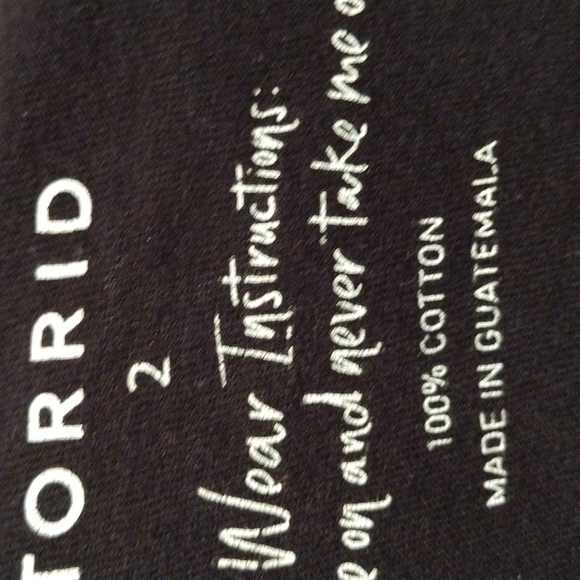 TORRID
2
Wear Instructions:
on and never take me
100% COTTON
MADE IN GUATEMALA